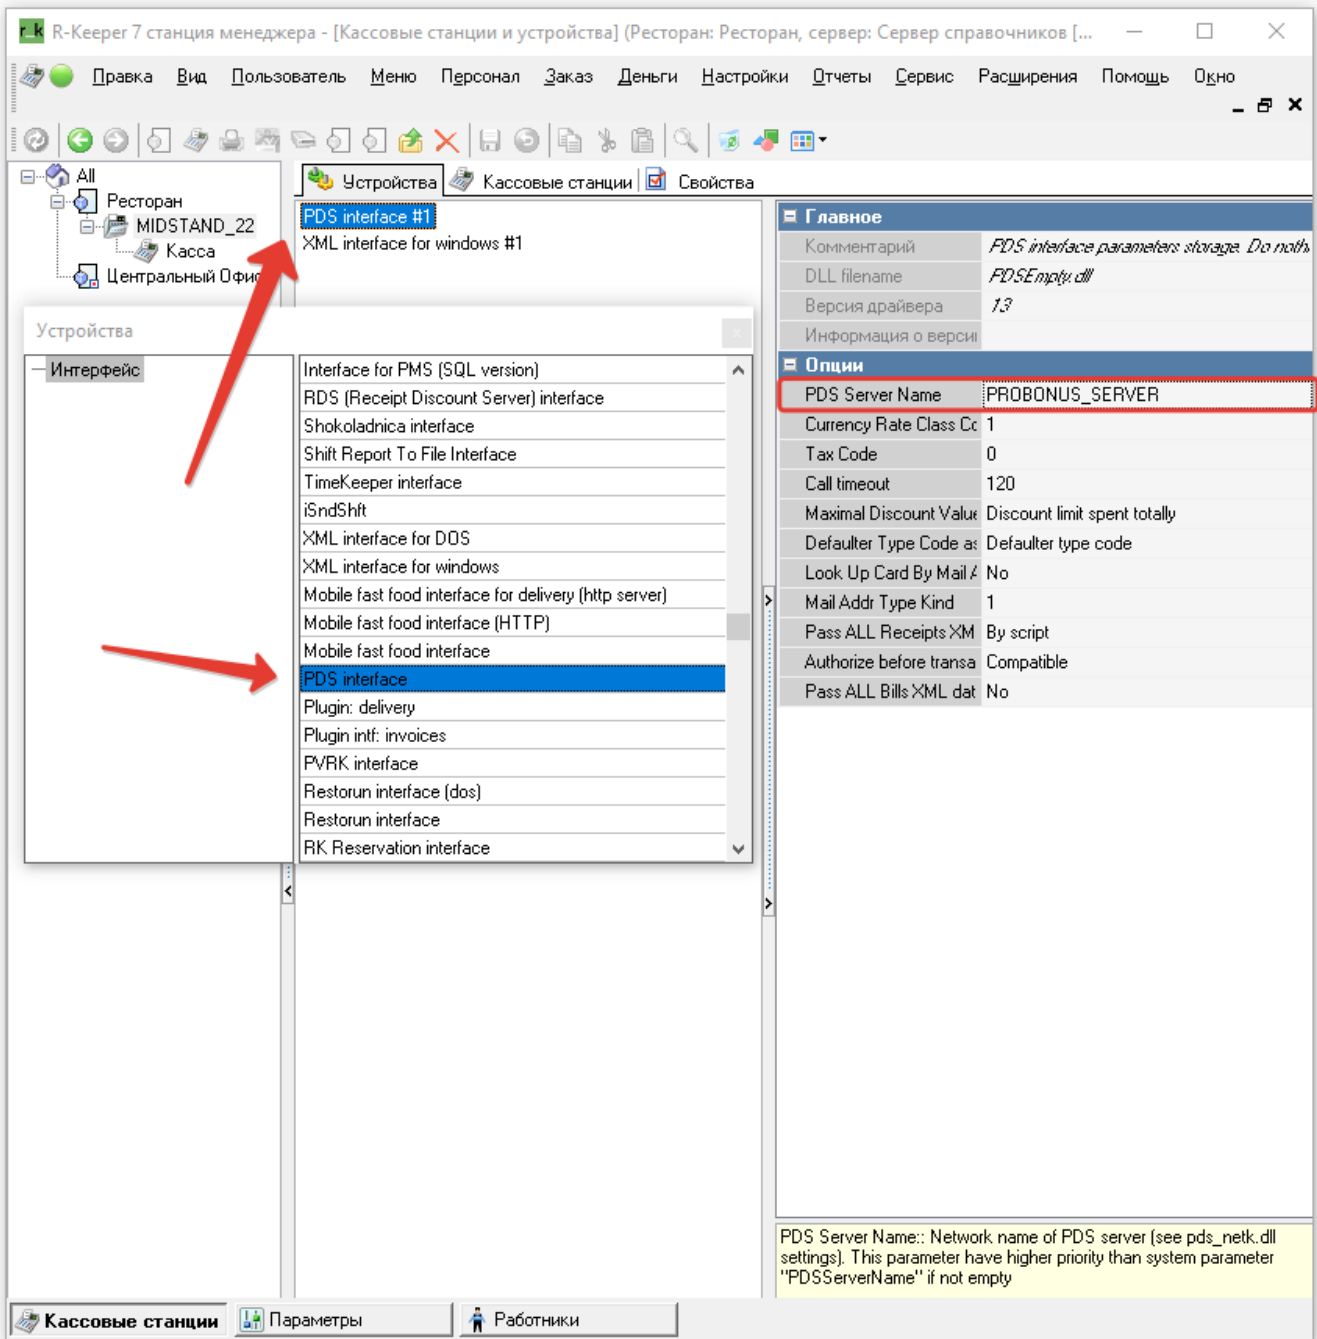 R-Keeper 7 станция менеджера - [Кассовые станции и устройства] (Ресторан: Ресторан, сервер: Сервер справочников [...
Правка Вид Пользователь Меню Персонал Заказ Деньги Настройки Отчеты Сервис Расширения Помощь Окно
All
Ресторан
MIDSTAND_22
Касса
Центральный Офис
Устройства Кассовые станции Свойства
PDS interface #1
XML interface for windows #1
Устройства
Интерфейс
Interface for PMS (SQL version)
RDS (Receipt Discount Server) interface
Shokoladnica interface
Shift Report To File Interface
TimeKeeper interface
iSndShft
XML interface for DOS
XML interface for windows
Mobile fast food interface for delivery (http server)
Mobile fast food interface (HTTP)
Mobile fast food interface
PDS interface
Plugin: delivery
Plugin intf: invoices
PVRK interface
Restorun interface (dos)
Restorun interface
RK Reservation interface
Главное
Комментарий PDS interface parameters storage. Do noth
DLL filename PDSEmpty.dll
Версия драйвера 13
Информация о верси
Опции
PDS Server Name PROBONUS_SERVER
Currency Rate Class Cc 1
Tax Code 0
Call timeout 120
Maximal Discount Value Discount limit spent totally
Defaulter Type Code as Defaulter type code
Look Up Card By Mail A No
Mail Addr Type Kind 1
Pass ALL Receipts XM By script
Authorize before transa Compatible
Pass ALL Bills XML dat No
PDS Server Name:: Network name of PDS server (see pds_netk.dll
settings). This parameter have higher priority than system parameter
"PDSServerName" if not empty
Кассовые станции Параметры Работники